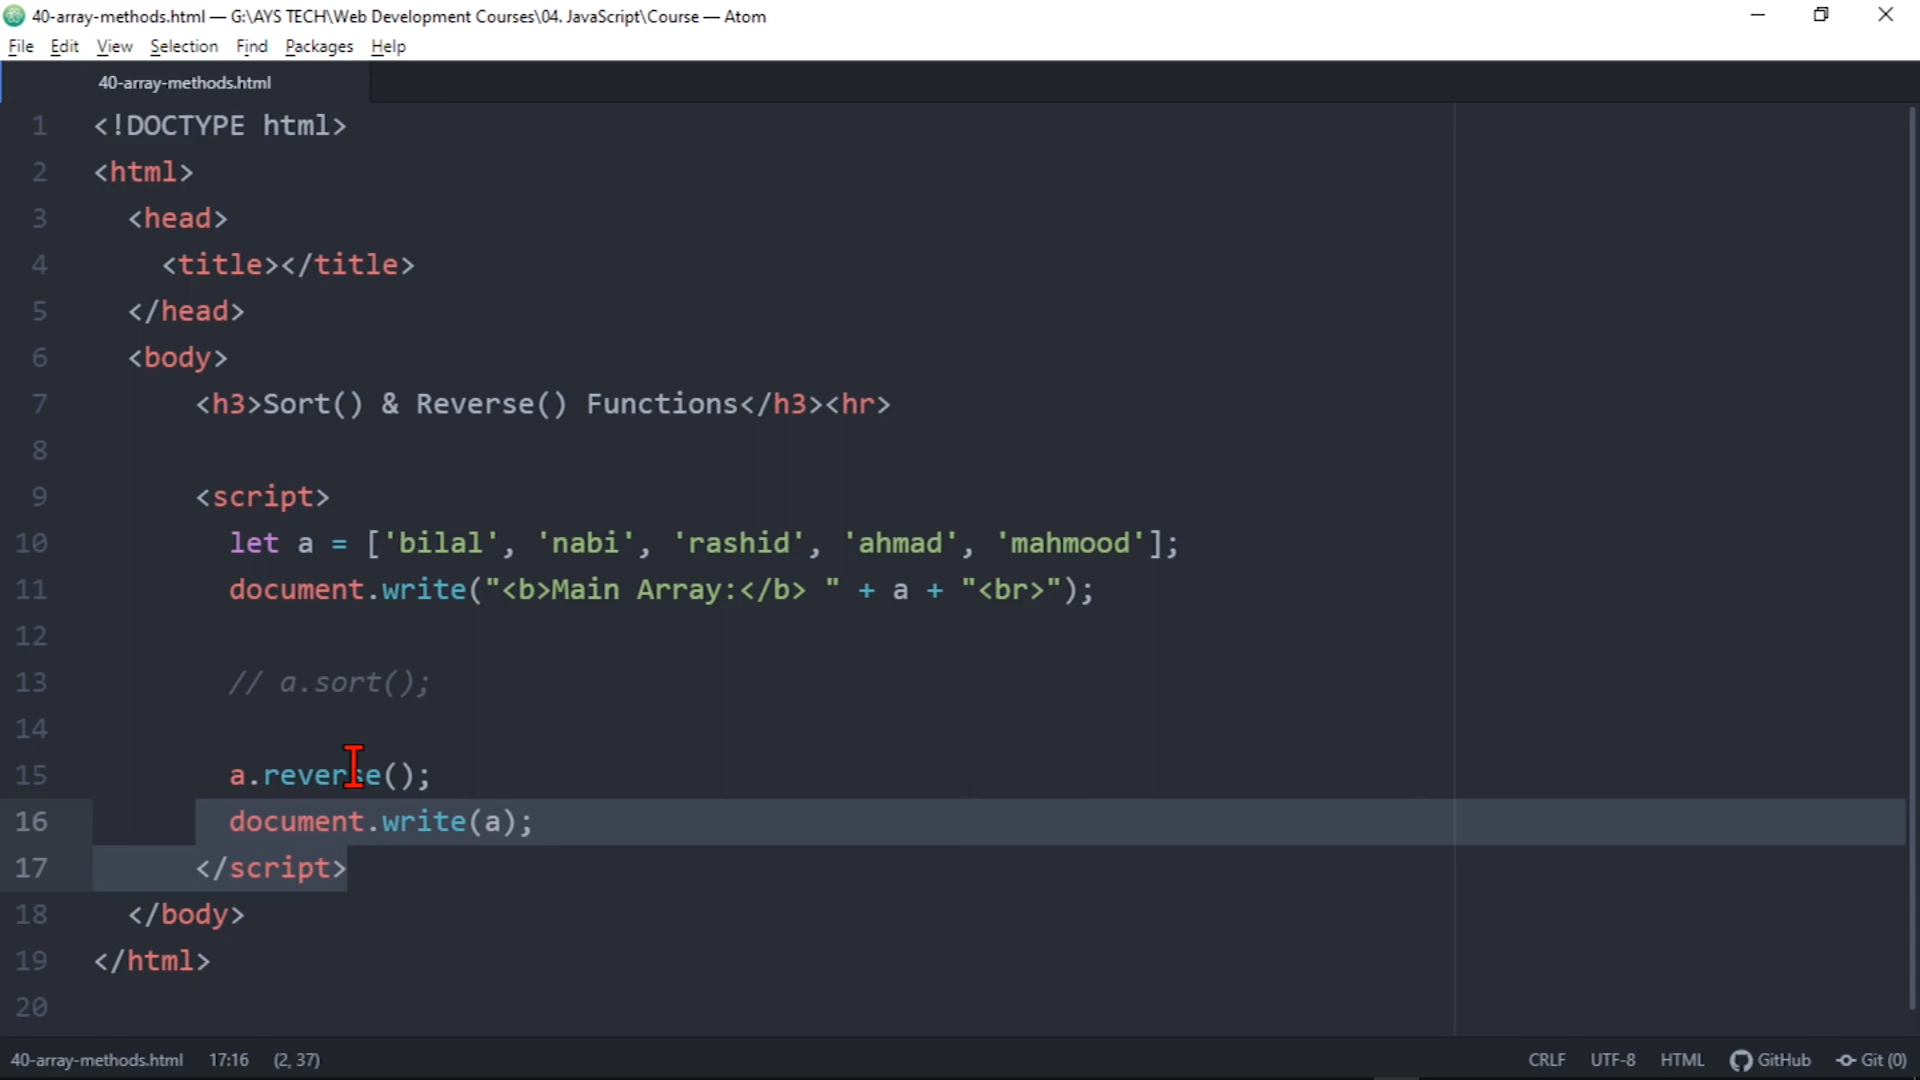 40-array-methods.html — G:\AYS TECH\Web Development Courses\04. JavaScript\Course — Atom
File Edit View Selection Find Packages Help
40-array-methods.html
1 <!DOCTYPE html>
2 <html>
3 <head>
4 <title></title>
5 </head>
6 <body>
7 <h3>Sort() & Reverse() Functions</h3><hr>
8
9 <script>
10 let a = ['bilal', 'nabi', 'rashid', 'ahmad', 'mahmood'];
11 document.write("<b>Main Array:</b> " + a + "<br>");
12
13 // a.sort();
14
15 a.reverse();
16 document.write(a);
17 </script>
18 </body>
19 </html>
20
40-array-methods.html 17:16 (2, 37) CRLF UTF-8 HTML GitHub Git (0)